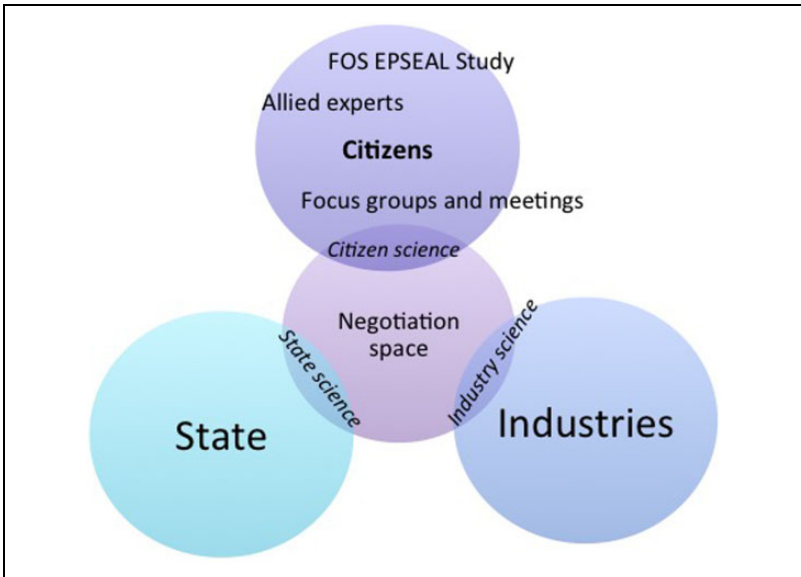 FOS EPSEAL Study
Allied experts
Citizens
Focus groups and meetings
Citizen science
Negotiation
space
State science
Industry science
State
Industries